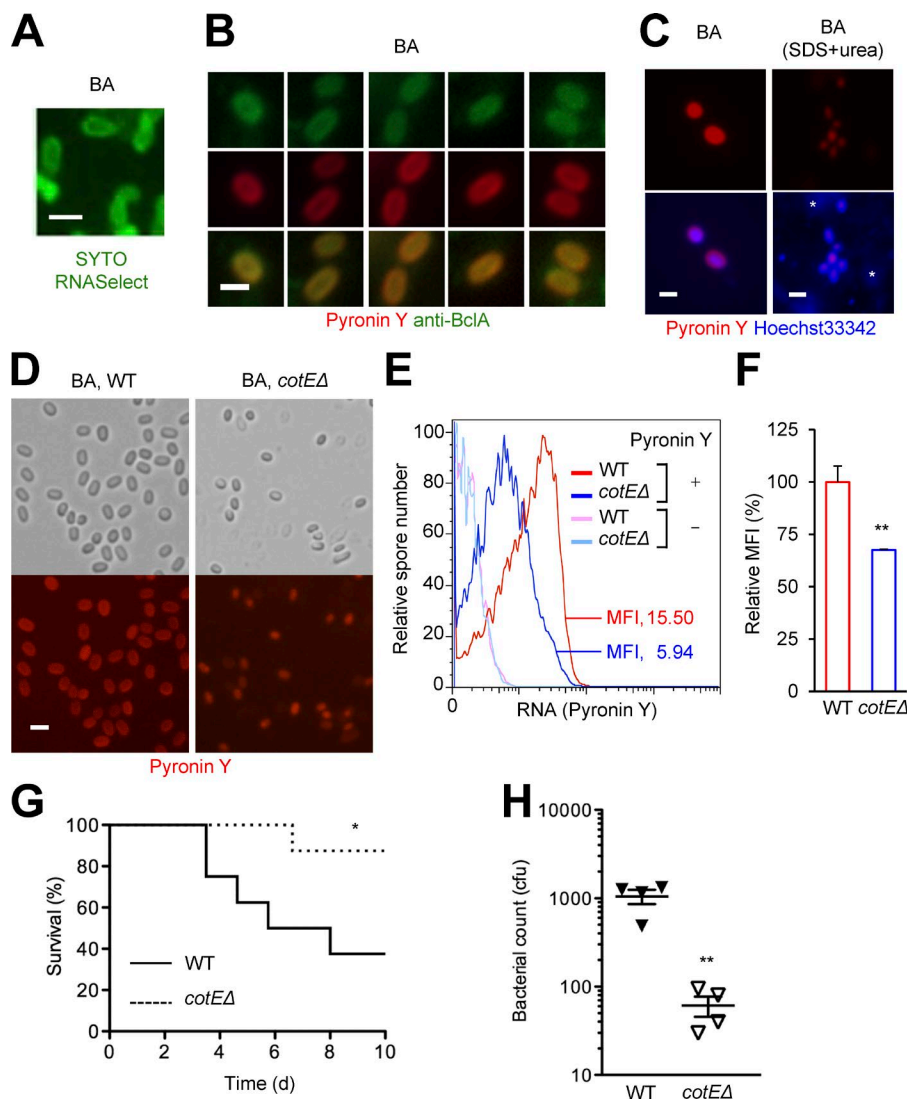 A
BA
SYTO
RNASelect
B
BA
Pyronin Y anti-BclA
C
BA
BA
(SDS+urea)
*
*
Pyronin Y Hoechst33342
D
BA, WT
BA, cotEΔ
Pyronin Y
E
Relative spore number
100
80
60
40
20
0
0
RNA (Pyronin Y)
Pyronin Y
WT
cotEΔ
+
WT
cotEΔ
−
MFI, 15.50
MFI, 5.94
F
Relative MFI (%)
125
100
75
50
25
0
**
WT cotEΔ
G
Survival (%)
100
80
60
40
20
0
*
WT
cotEΔ
0 2 4 6 8 10
Time (d)
H
Bacterial count (cfu)
10000
1000
100
10
**
WT cotEΔ